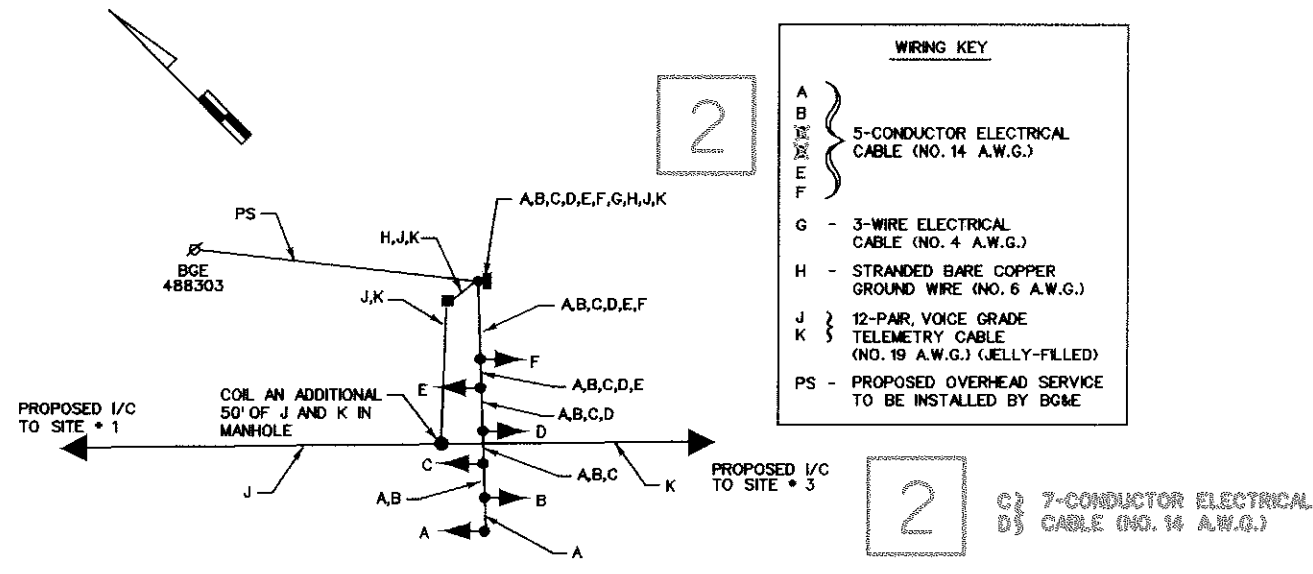 2
WIRING KEY
A
B
E
F
5-CONDUCTOR ELECTRICAL
CABLE (NO. 14 A.W.G.)
G - 3-WIRE ELECTRICAL
CABLE (NO. 4 A.W.G.)
H - STRANDED BARE COPPER
GROUND WIRE (NO. 6 A.W.G.)
J
K
12-PAIR, VOICE GRADE
TELEMETRY CABLE
(NO. 19 A.W.G.) (JELLY-FILLED)
PS - PROPOSED OVERHEAD SERVICE
TO BE INSTALLED BY BG&E
A,B,C,D,E,F,G,H,J,K
PS
H,J,K
BGE
488303
J,K
A,B,C,D,E,F
F
E
A,B,C,D,E
A,B,C,D
COIL AN ADDITIONAL
50' OF J AND K IN
MANHOLE
PROPOSED I/C
TO SITE * 1
D
C
A,B,C
PROPOSED I/C
TO SITE * 3
J
A,B
K
B
A
A
2
C
D
7-CONDUCTOR ELECTRICAL
CABLE (NO. 14 A.W.G.)